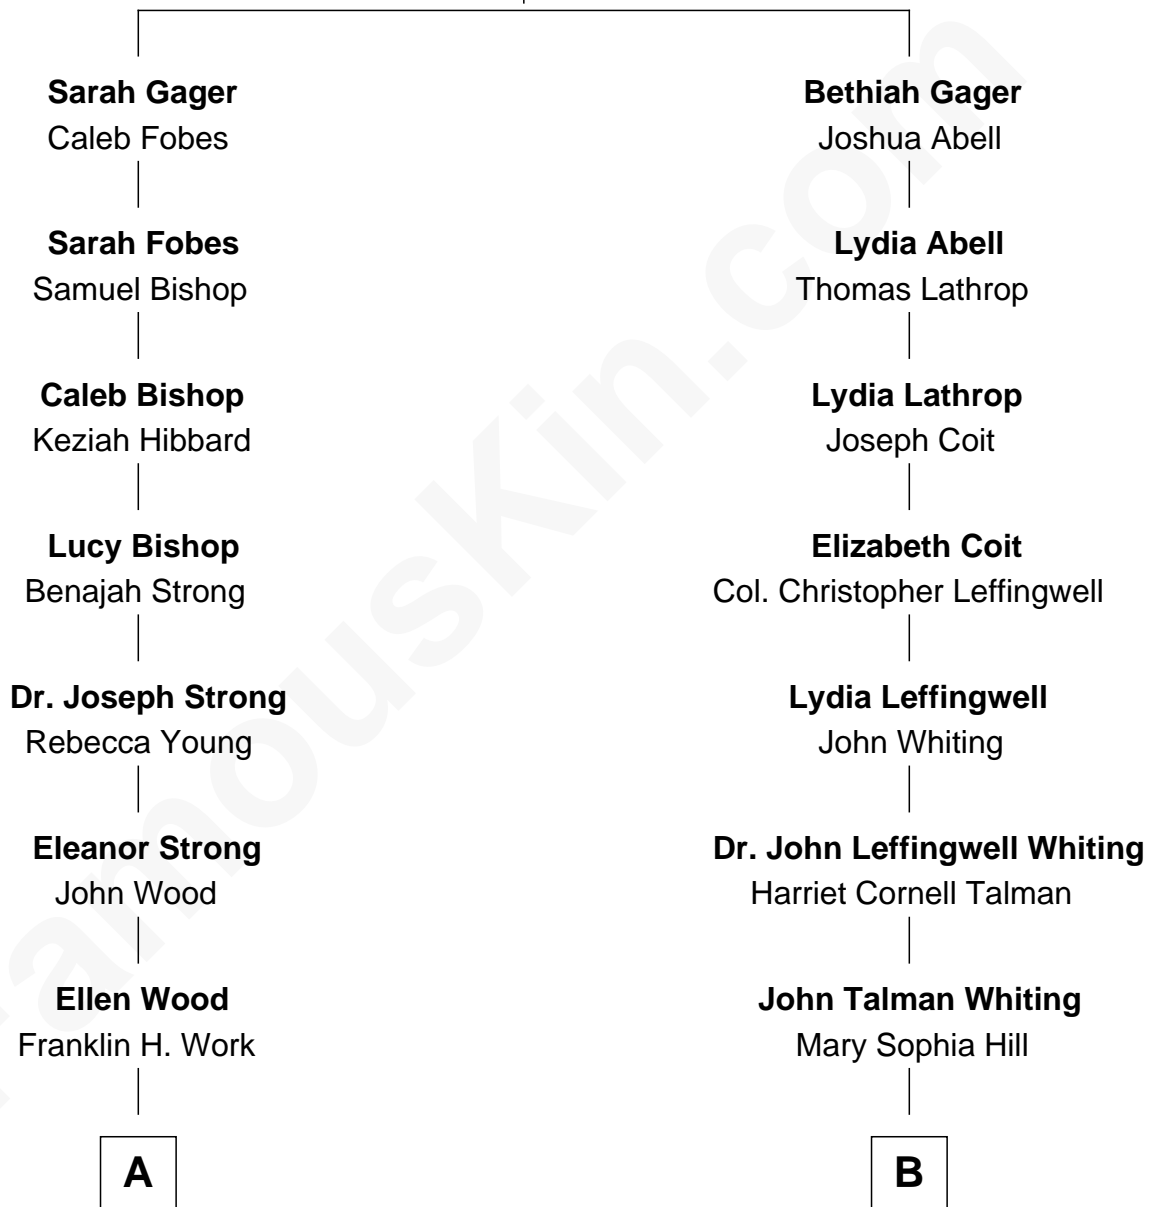 Sarah Gager
Caleb Fobes
Sarah Fobes
Samuel Bishop
Caleb Bishop
Keziah Hibbard
Lucy Bishop
Benajah Strong
Dr. Joseph Strong
Rebecca Young
Eleanor Strong
John Wood
Ellen Wood
Franklin H. Work
A
Bethiah Gager
Joshua Abell
Lydia Abell
Thomas Lathrop
Lydia Lathrop
Joseph Coit
Elizabeth Coit
Col. Christopher Leffingwell
Lydia Leffingwell
John Whiting
Dr. John Leffingwell Whiting
Harriet Cornell Talman
John Talman Whiting
Mary Sophia Hill
B
FamousKin.com